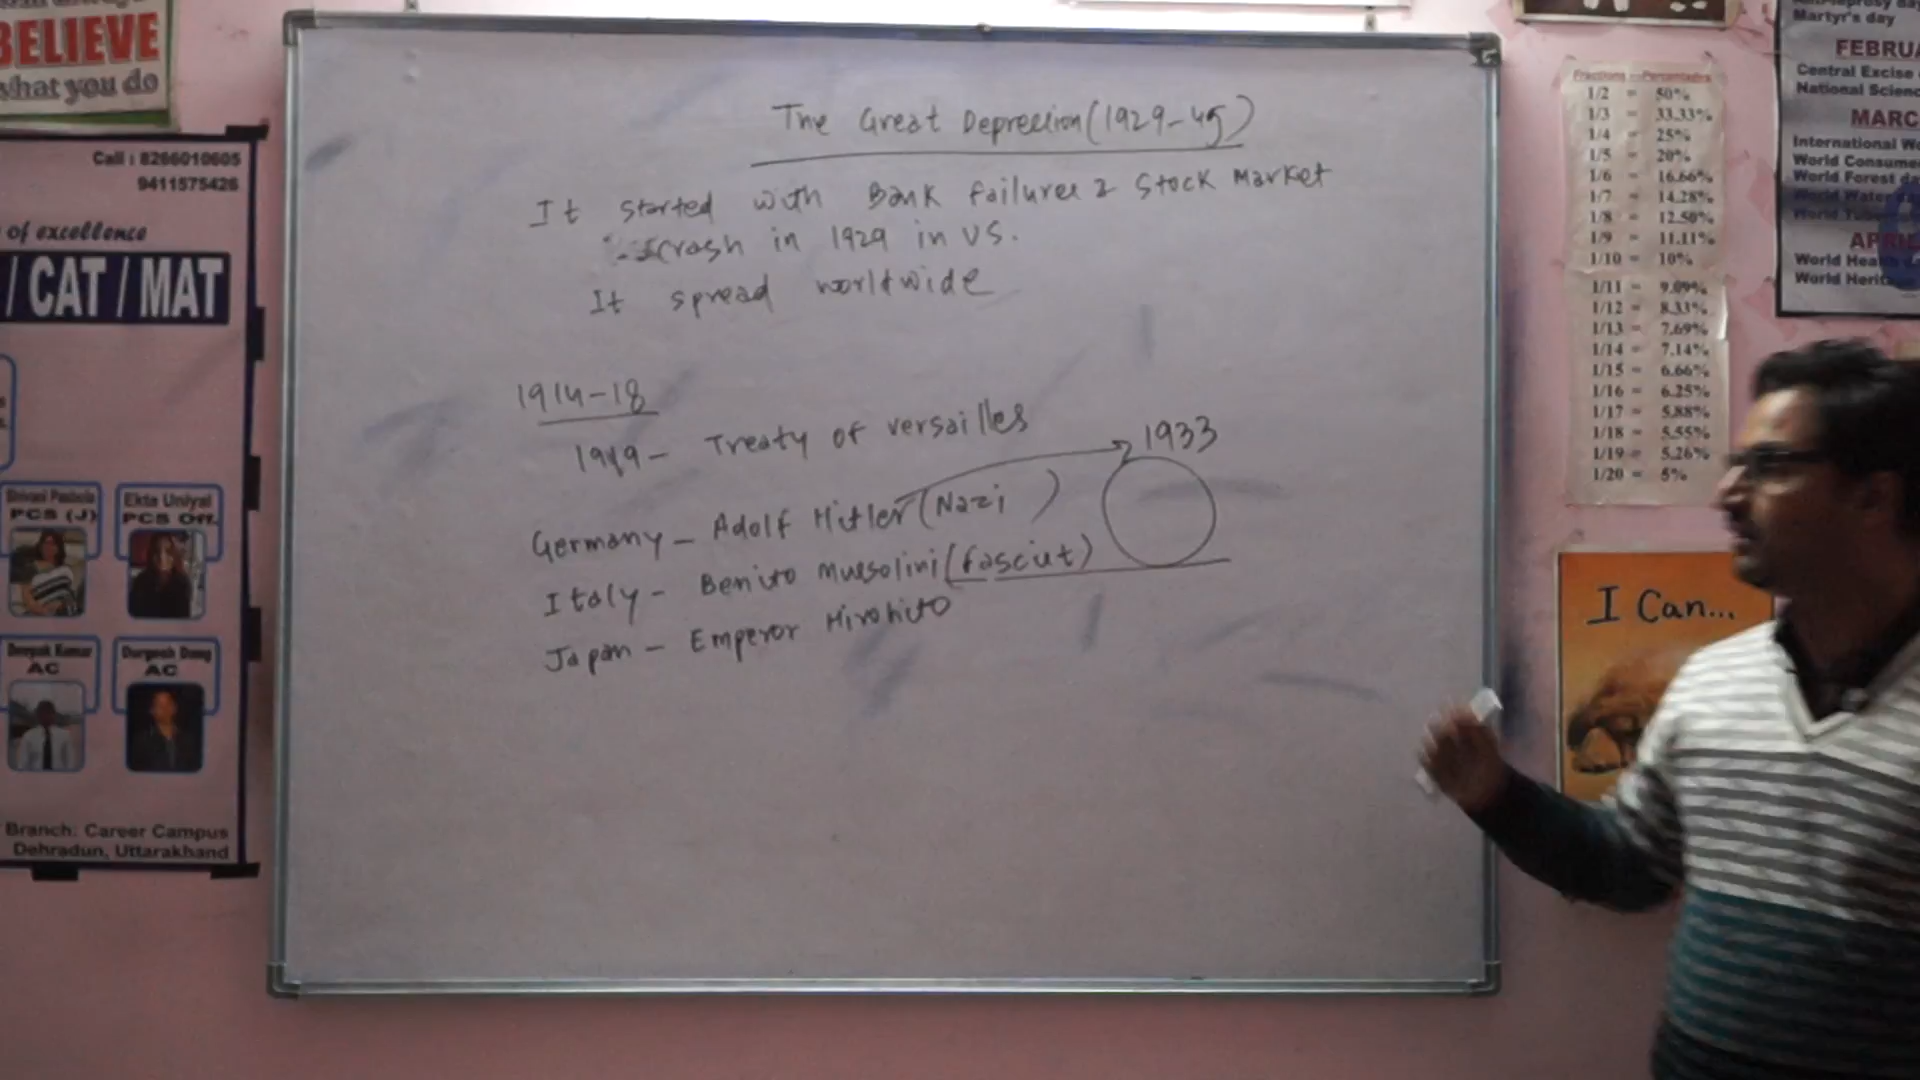 BELIEVE
what you do
Call : 8266010605
9411575426
of excellence
/ CAT / MAT
PCS (J)
Ekta Uniyal
PCS Off.
Deepak Kumar
AC
Durgesh Dang
AC
Branch: Career Campus
Dehradun, Uttarakhand
The Great Depression (1929-45)
It started with Bank failures & Stock Market
crash in 1929 in US.
It spread worldwide
1914-18
1919- Treaty of versailles
1933
Germany - Adolf Hitler (Nazi )
Italy - Benito Mussolini (fascist)
Japan - Emperor Hirohito
Fractions Percentages
1/2 = 50%
1/3 = 33.33%
1/4 = 25%
1/5 = 20%
1/6 = 16.66%
1/7 = 14.28%
1/8 = 12.50%
1/9 = 11.11%
1/10 = 10%
1/11 = 9.09%
1/12 = 8.33%
1/13 = 7.69%
1/14 = 7.14%
1/15 = 6.66%
1/16 = 6.25%
1/17 = 5.88%
1/18 = 5.55%
1/19 = 5.26%
1/20 = 5%
I Can...
Martyr's day
FEBRUA
Central Excise
National Scienc
MARC
International Wo
World Consume
World Forest da
World Water
APRIL
World Heal
World Herit